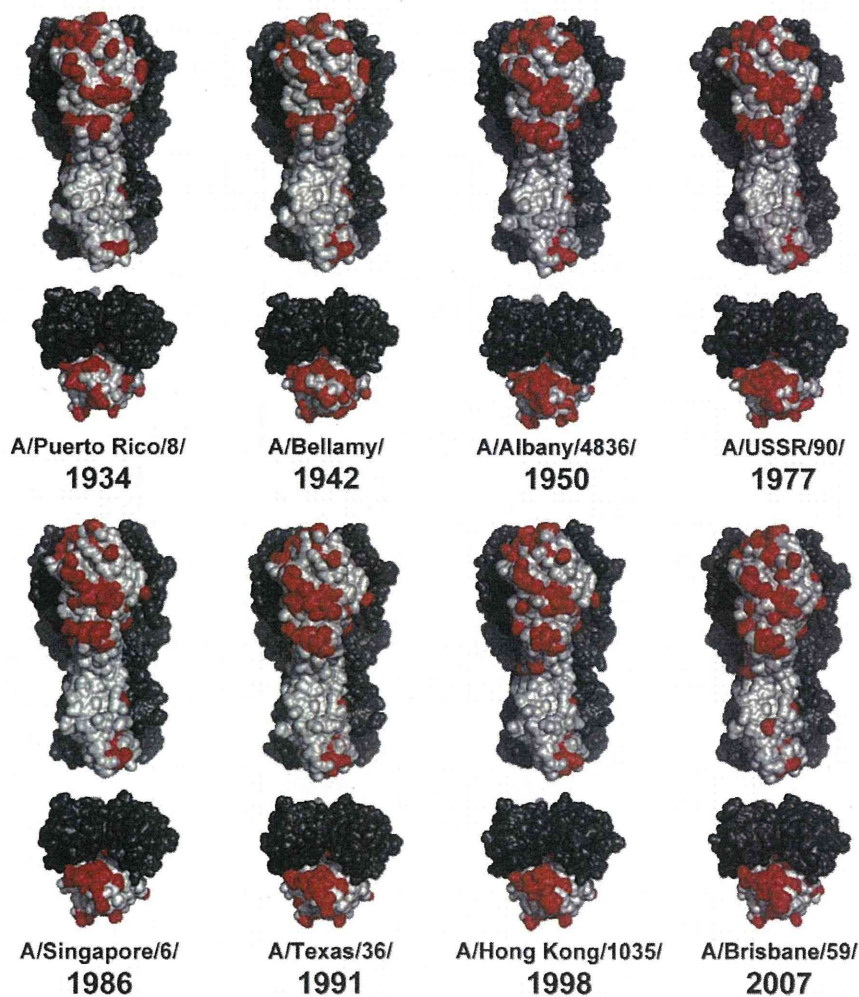 A/Puerto Rico/8/
1934
A/Bellamy/
1942
A/Albany/4836/
1950
A/USSR/90/
1977
A/Singapore/6/
1986
A/Texas/36/
1991
A/Hong Kong/1035/
1998
A/Brisbane/59/
2007